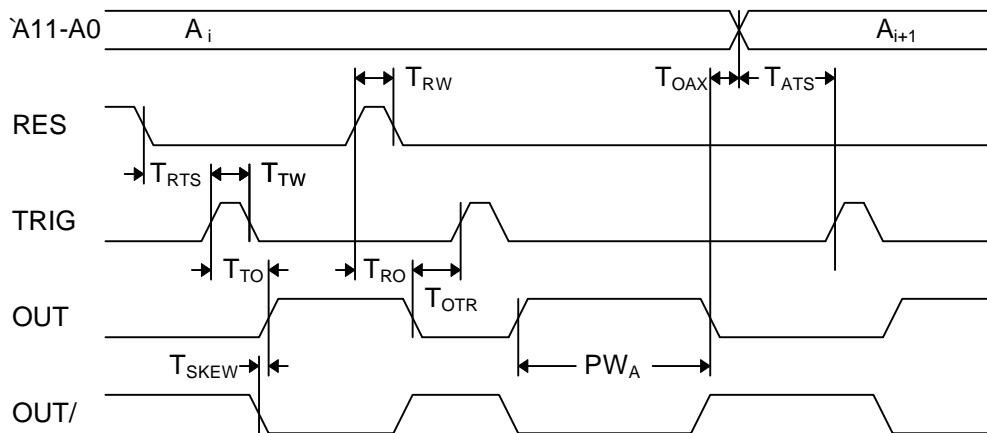 `A11-A0 A i A i+1
T RW T OAX T ATS
RES
T RTS T TW
TRIG
T TO T RO T OTR
OUT
T SKEW PW A
OUT/